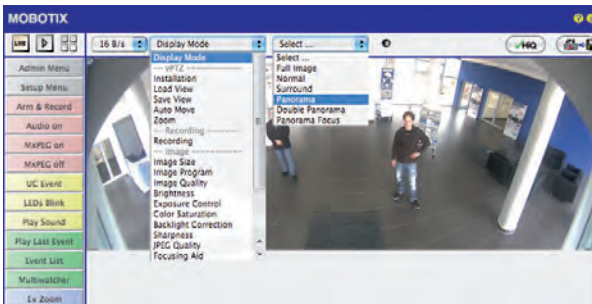 MOBOTIX
LIVE
16 B/s
Display Mode
Select ...
HiQ
Admin Menu
Setup Menu
Arm & Record
Audio on
MxPEG on
MxPEG off
UC Event
LEDs Blink
Play Sound
Play Last Event
Event List
Multiwatcher
1x Zoom
Display Mode
--- vPTZ ---
Installation
Load View
Save View
Auto Move
Zoom
--- Recording ---
Recording
--- Image ---
Image Size
Image Program
Image Quality
Brightness
Exposure Control
Color Saturation
Backlight Correction
Sharpness
JPEG Quality
Focusing Aid
Select ...
Full Image
Normal
Surround
Panorama
Double Panorama
Panorama Focus